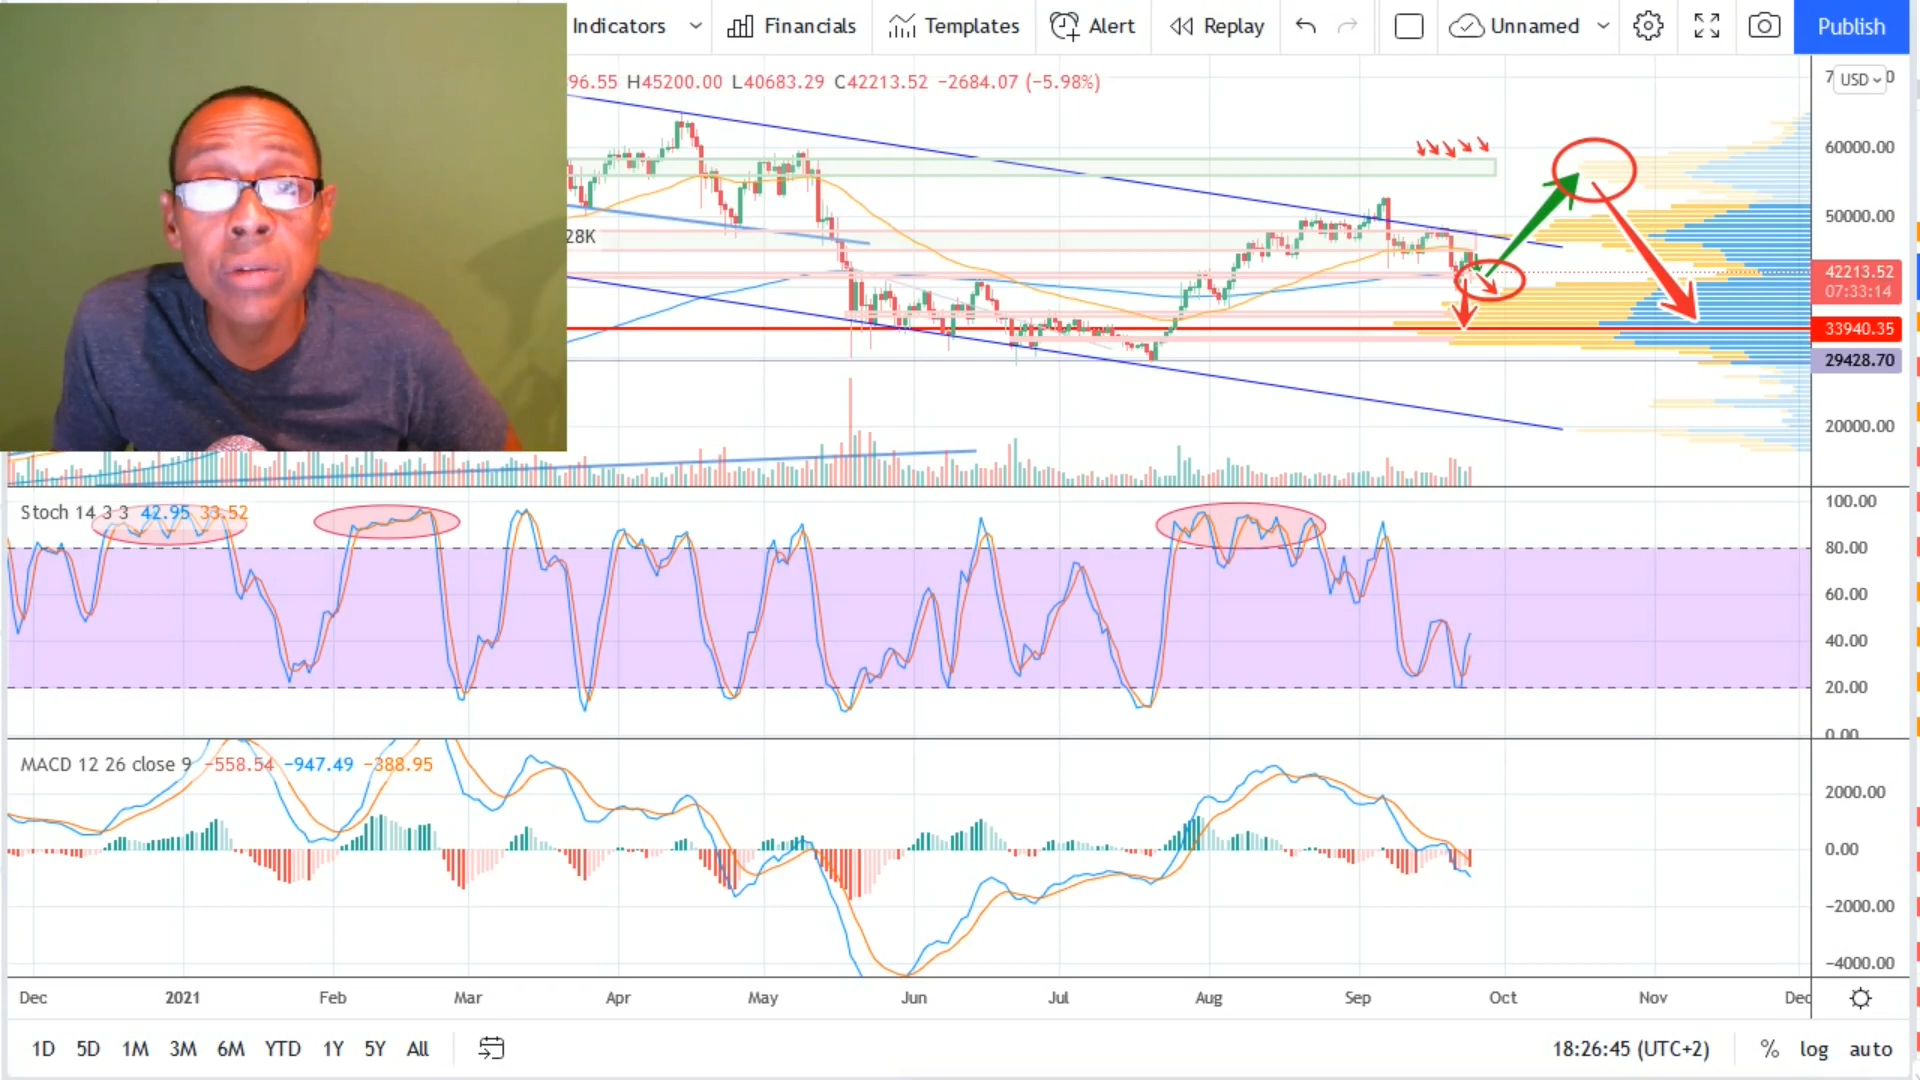 Indicators Financials Templates Alert Replay Unnamed Publish
96.55 H45200.00 L40683.29 C42213.52 −2684.07 (−5.98%)
USD
60000.00
50000.00
28K
42213.52
07:33:14
33940.35
29428.70
20000.00
Stoch 14 3 3 42.95 33.52
100.00
80.00
60.00
40.00
20.00
0.00
MACD 12 26 close 9 −558.54 −947.49 −388.95
2000.00
0.00
−2000.00
−4000.00
Dec 2021 Feb Mar Apr May Jun Jul Aug Sep Oct Nov Dec
1D 5D 1M 3M 6M YTD 1Y 5Y All 18:26:45 (UTC+2) % log auto